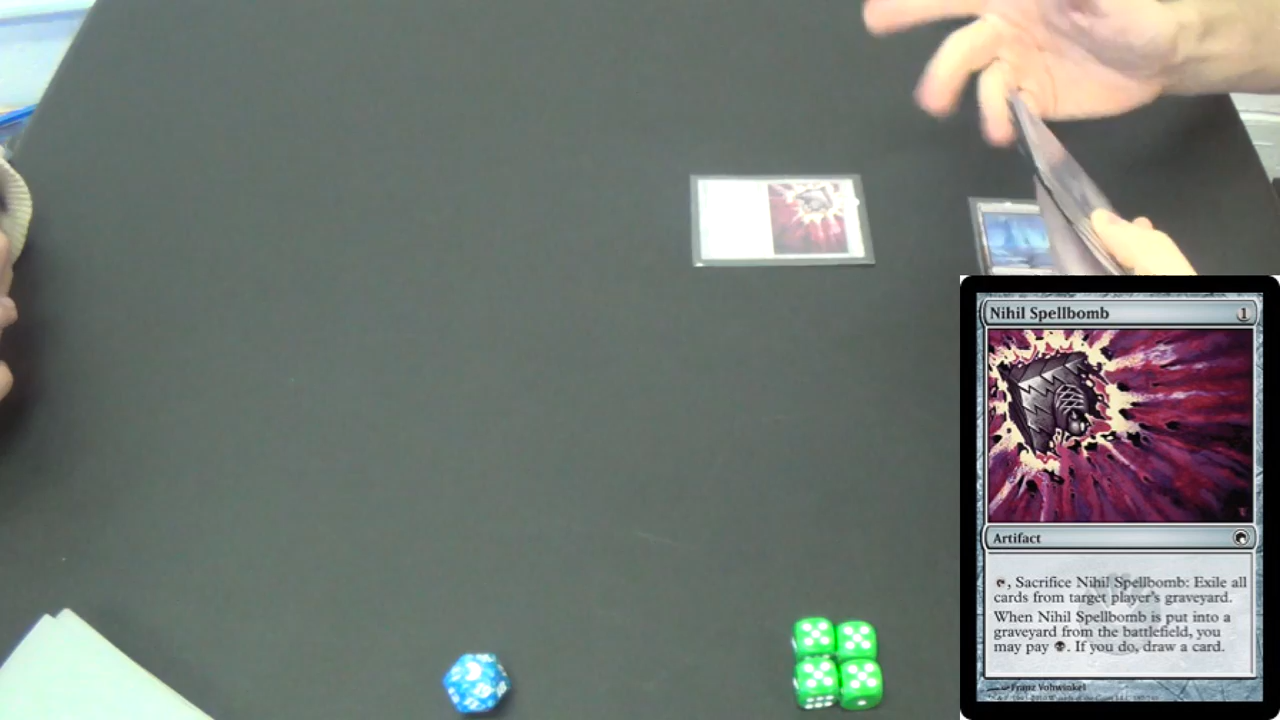 Nihil Spellbomb 1
Artifact
, Sacrifice Nihil Spellbomb: Exile all
cards from target player's graveyard.
When Nihil Spellbomb is put into a
graveyard from the battlefield, you
may pay . If you do, draw a card.
Franz Vohwinkel